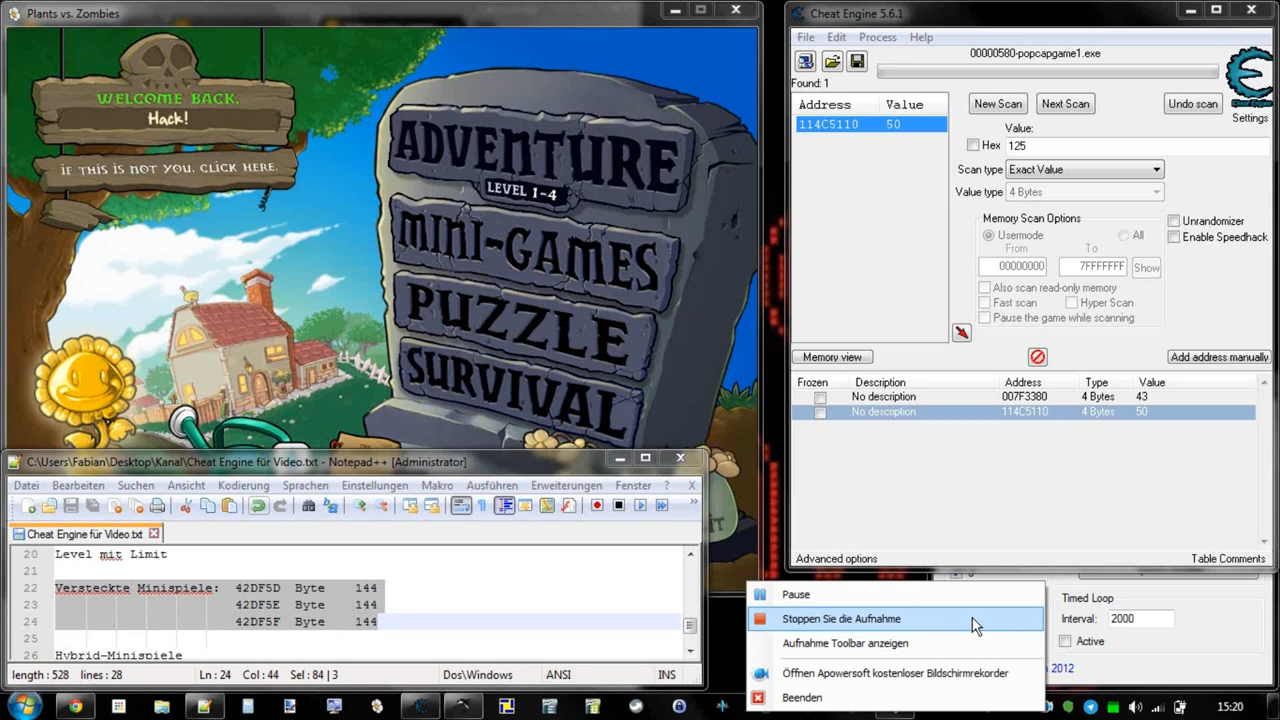 Plants vs. Zombies
WELCOME BACK,
Hack!
IF THIS IS NOT YOU, CLICK HERE.
ADVENTURE
LEVEL 1-4
MINI-GAMES
PUZZLE
SURVIVAL
Cheat Engine 5.6.1
File Edit Process Help
00000580-popcapgame1.exe
Found: 1
Address Value
114C5110 50
New Scan Next Scan Undo scan
Cheat Engine
Settings
Value:
Hex 125
Scan type Exact Value
Value type 4 Bytes
Memory Scan Options
Usermode All
From To
00000000 7FFFFFFF Show
Also scan read-only memory
Fast scan Hyper Scan
Pause the game while scanning
Unrandomizer
Enable Speedhack
Memory view Add address manually
Frozen Description Address Type Value
No description 007F3380 4 Bytes 43
No description 114C5110 4 Bytes 50
Advanced options Table Comments
C:\Users\Fabian\Desktop\Kanal\Cheat Engine für Video.txt - Notepad++ [Administrator]
Datei Bearbeiten Suchen Ansicht Kodierung Sprachen Einstellungen Makro Ausführen Erweiterungen Fenster ? X
Cheat Engine für Video.txt
20 Level mit Limit
21
22 Versteckte Minispiele: 42DF5D Byte 144
23 42DF5E Byte 144
24 42DF5F Byte 144
25
26 Hybrid-Minispiele
length : 528 lines : 28 Ln : 24 Col : 44 Sel : 84 | 3 Dos\Windows ANSI INS
Pause
Stoppen Sie die Aufnahme
Aufnahme Toolbar anzeigen
Öffnen Apowersoft kostenloser Bildschirmrekorder
Beenden
Timed Loop
Interval: 2000
Active
2012
15:20